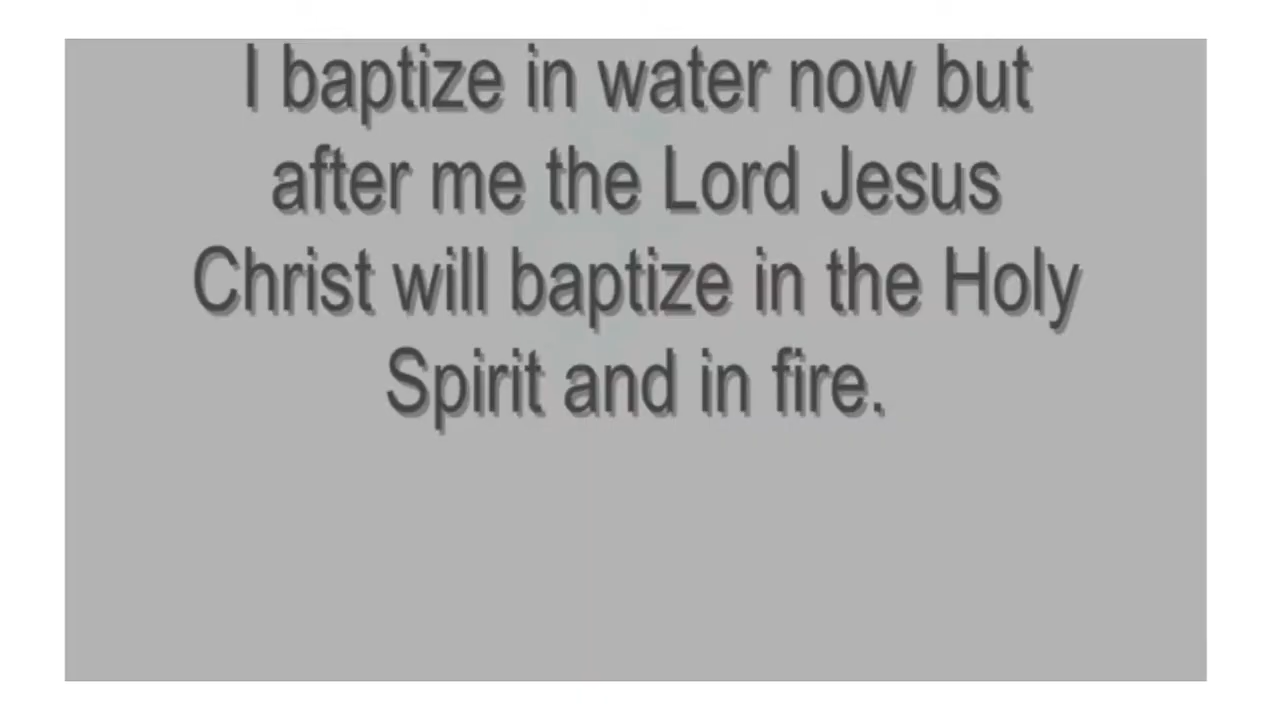 I baptize in water now but
after me the Lord Jesus
Christ will baptize in the Holy
Spirit and in fire.